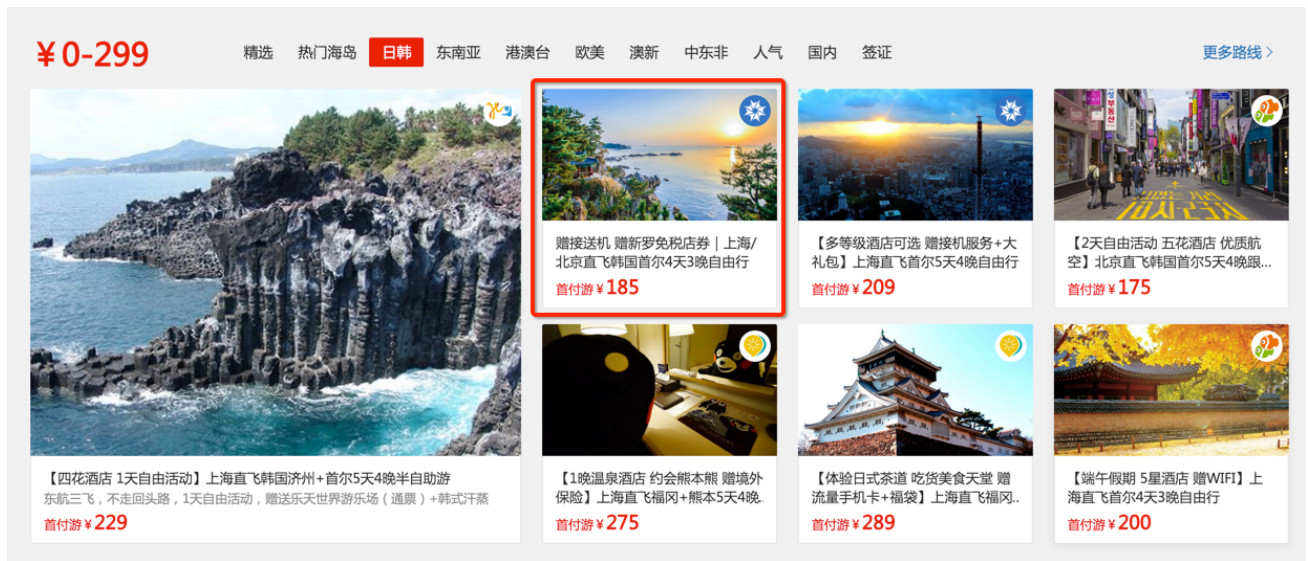 ¥0-299
精选 热门海岛 日韩 东南亚 港澳台 欧美 澳新 中东非 人气 国内 签证
更多路线 >
【四花酒店 1天自由活动】上海直飞韩国济州+首尔5天4晚半自助游
东航三飞，不走回头路，1天自由活动，赠送乐天世界游乐场（通票）+韩式汗蒸
首付游¥229
赠接送机 赠新罗免税店券｜上海/
北京直飞韩国首尔4天3晚自由行
首付游¥185
【多等级酒店可选 赠接机服务+大
礼包】上海直飞首尔5天4晚自由行
首付游¥209
【2天自由活动 五花酒店 优质航
空】北京直飞韩国首尔5天4晚跟...
首付游¥175
【1晚温泉酒店 约会熊本熊 赠境外
保险】上海直飞福冈+熊本5天4晚.
首付游¥275
【体验日式茶道 吃货美食天堂 赠
流量手机卡+福袋】上海直飞福冈..
首付游¥289
【端午假期 5星酒店 赠WIFI】上
海直飞首尔4天3晚自由行
首付游¥200